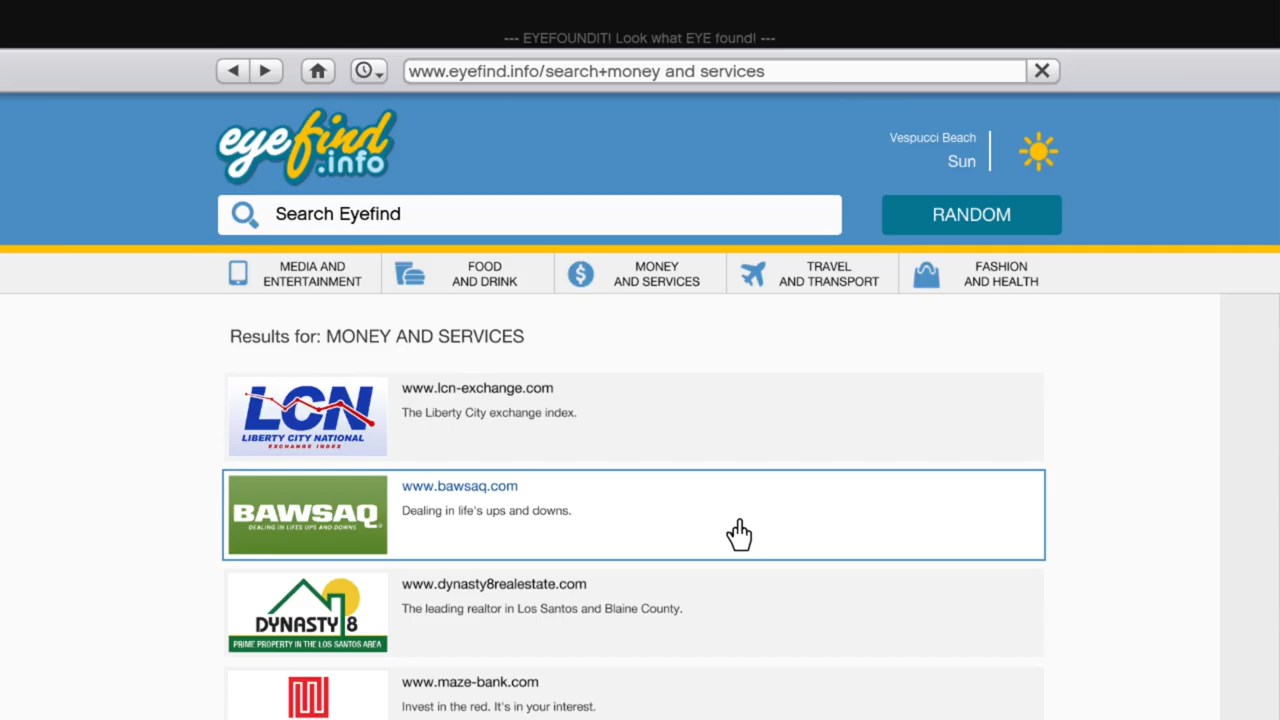 --- EYEFOUNDIT! Look what EYE found! ---
www.eyefind.info/search+money and services
eyefind
.info
Vespucci Beach
Sun
Search Eyefind
RANDOM
MEDIA AND
ENTERTAINMENT
FOOD
AND DRINK
MONEY
AND SERVICES
TRAVEL
AND TRANSPORT
FASHION
AND HEALTH
Results for: MONEY AND SERVICES
LCN
LIBERTY CITY NATIONAL
EXCHANGE INDEX
www.lcn-exchange.com
The Liberty City exchange index.
BAWSAQ
DEALING IN LIFES UPS AND DOWNS
www.bawsaq.com
Dealing in life's ups and downs.
DYNASTY 8
PRIME PROPERTY IN THE LOS SANTOS AREA
www.dynasty8realestate.com
The leading realtor in Los Santos and Blaine County.
www.maze-bank.com
Invest in the red. It's in your interest.